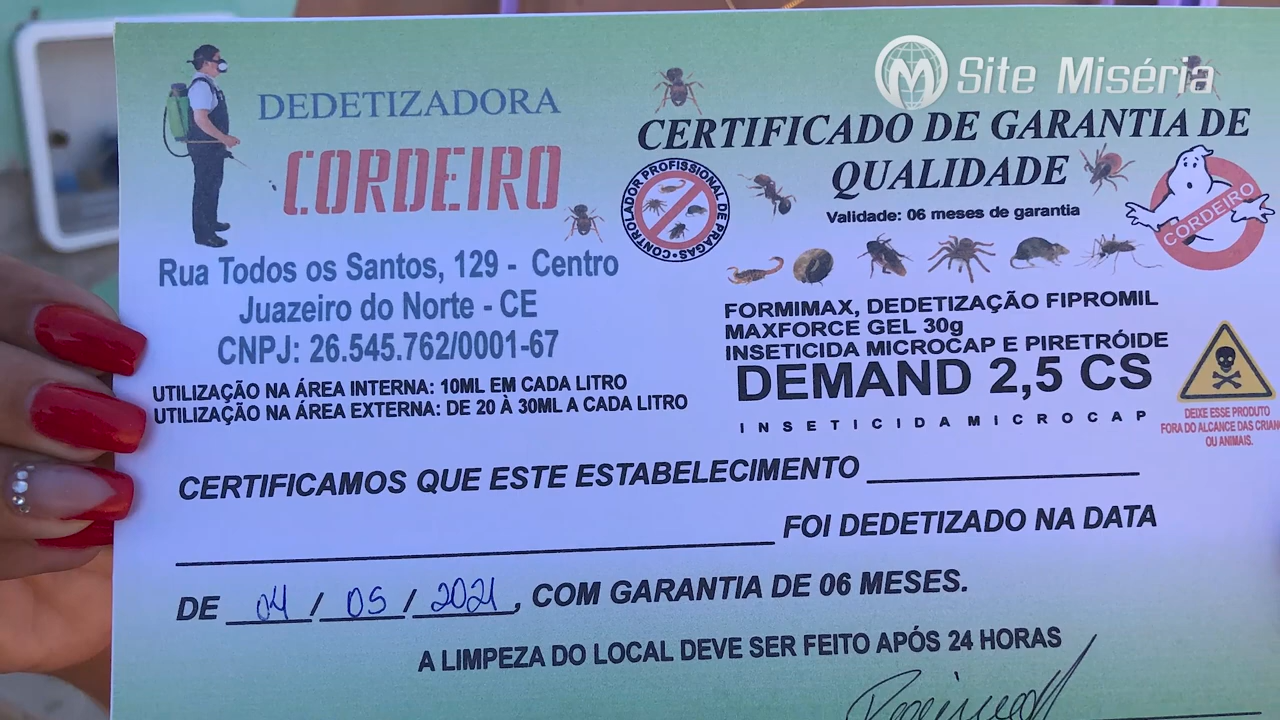 Site Miséria
DEDETIZADORA
CORDEIRO
Rua Todos os Santos, 129 - Centro
Juazeiro do Norte - CE
CNPJ: 26.545.762/0001-67
UTILIZAÇÃO NA ÁREA INTERNA: 10ML EM CADA LITRO
UTILIZAÇÃO NA ÁREA EXTERNA: DE 20 À 30ML A CADA LITRO
CONTROLADOR PROFISSIONAL DE PRAGAS
CERTIFICADO DE GARANTIA DE
QUALIDADE
Validade: 06 meses de garantia
CORDEIRO
FORMIMAX, DEDETIZAÇÃO FIPROMIL
MAXFORCE GEL 30g
INSETICIDA MICROCAP E PIRETRÓIDE
DEMAND 2,5 CS
INSETICIDA MICROCAP
DEIXE ESSE PRODUTO
FORA DO ALCANCE DAS CRIAN
OU ANIMAIS.
CERTIFICAMOS QUE ESTE ESTABELECIMENTO
FOI DEDETIZADO NA DATA
DE 04 / 05 / 2021, COM GARANTIA DE 06 MESES.
A LIMPEZA DO LOCAL DEVE SER FEITO APÓS 24 HORAS